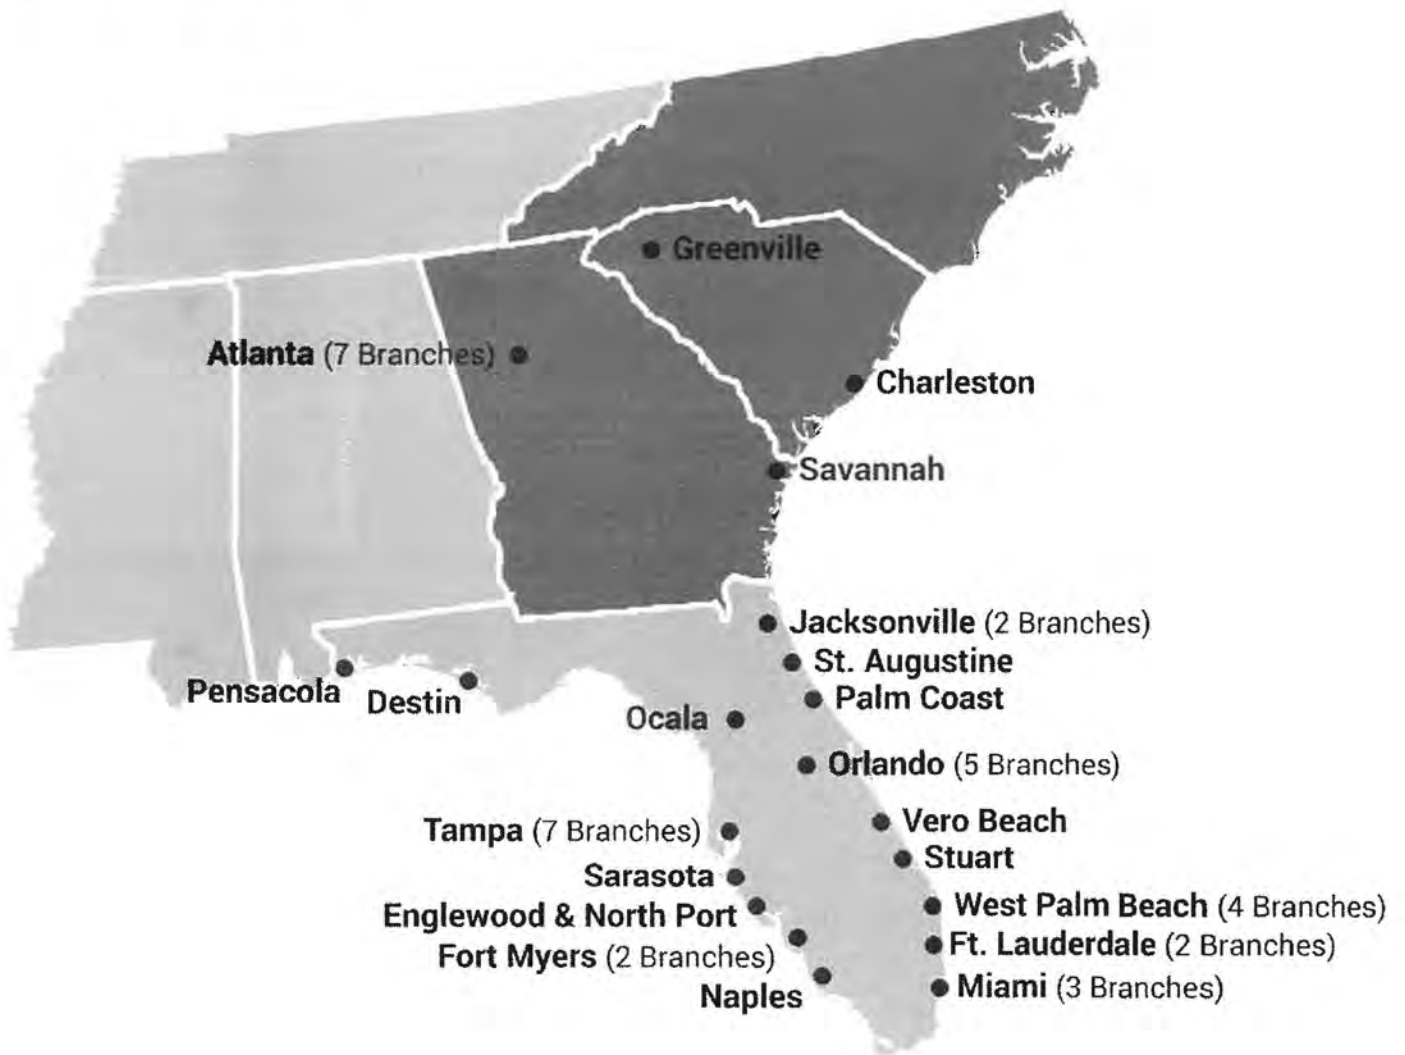 Greenville
Atlanta (7 Branches)
Charleston
Savannah
Jacksonville (2 Branches)
St. Augustine
Pensacola
Destin
Palm Coast
Ocala
Orlando (5 Branches)
Vero Beach
Tampa (7 Branches)
Stuart
Sarasota
West Palm Beach (4 Branches)
Englewood & North Port
Ft. Lauderdale (2 Branches)
Fort Myers (2 Branches)
Miami (3 Branches)
Naples